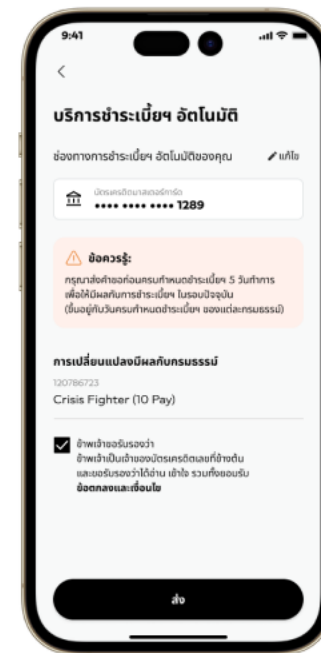 9:41
บริการชำระเบี้ยฯ อัตโนมัติ
ช่องทางการชำระเบี้ยฯ อัตโนมัติของคุณ แก้ไข
บัตรเครดิตมาสเตอร์การ์ด
•••• •••• •••• 1289
ข้อควรรู้:
กรุณาส่งคำขอก่อนครบกำหนดชำระเบี้ยฯ 5 วันทำการ
เพื่อให้มีผลกับการชำระเบี้ยฯ ในรอบปัจจุบัน
(ขึ้นอยู่กับวันครบกำหนดชำระเบี้ยฯ ของแต่ละกรมธรรม์)
การเปลี่ยนแปลงมีผลกับกรมธรรม์
120786723
Crisis Fighter (10 Pay)
ข้าพเจ้าขอรับรองว่า
ข้าพเจ้าเป็นเจ้าของบัตรเครดิตเลขที่ข้างต้น
และขอรับรองว่าได้อ่าน เข้าใจ รวมทั้งยอมรับ
ข้อตกลงและเงื่อนไข
ส่ง